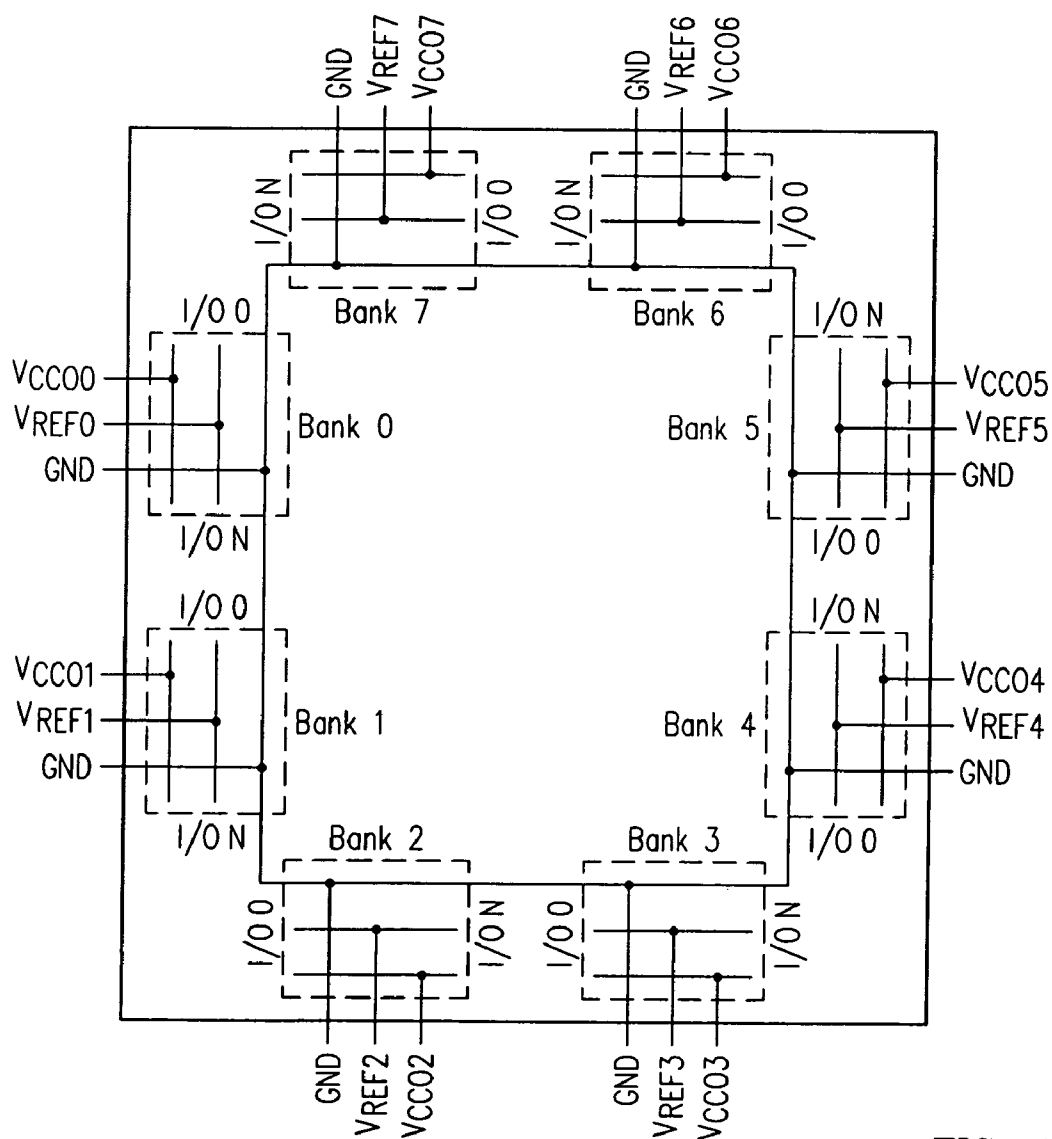 GND
VREF7
VCCO7
GND
VREF6
VCCO6
I/O N
I/O 0
I/O N
I/O 0
Bank 7
Bank 6
I/O 0
I/O N
VCCO0
VREF0
GND
Bank 0
Bank 5
VCCO5
VREF5
GND
I/O N
I/O 0
I/O 0
I/O N
VCCO1
VREF1
GND
Bank 1
Bank 4
VCCO4
VREF4
GND
I/O N
I/O 0
Bank 2
Bank 3
I/O 0
I/O N
I/O 0
I/O N
GND
VREF2
VCCO2
GND
VREF3
VCCO3